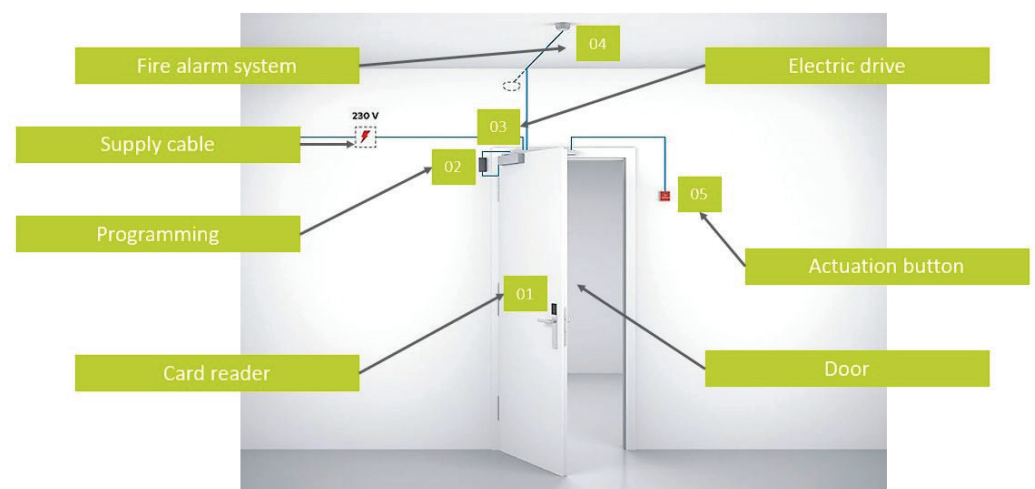 04
Fire alarm system
Electric drive
230 V
03
Supply cable
02
05
Programming
Actuation button
01
Card reader
Door